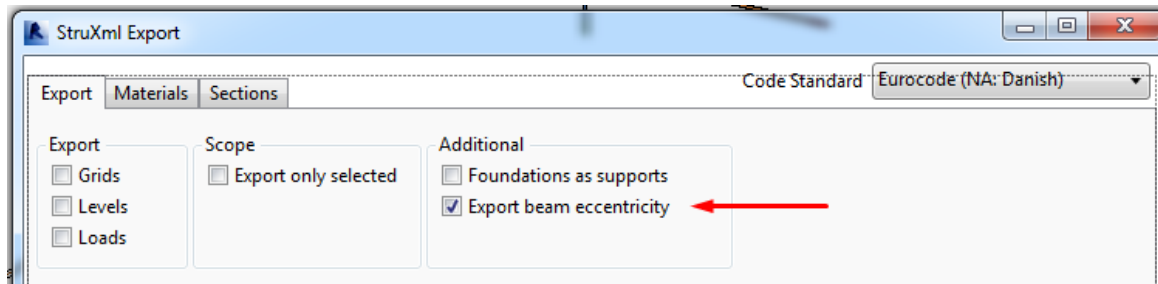 StruXml Export
Code Standard Eurocode (NA: Danish)
Export Materials Sections
Export Scope Additional
Grids Export only selected Foundations as supports
Levels Export beam eccentricity
Loads